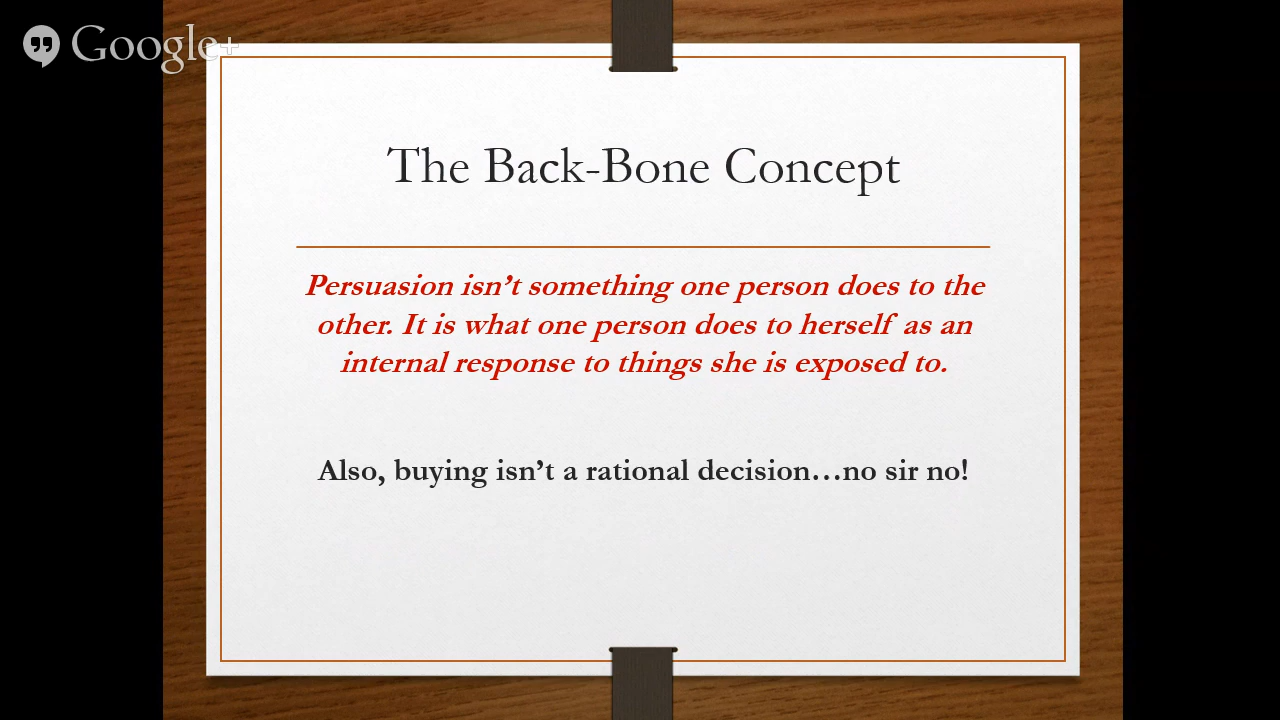 Google+
The Back-Bone Concept
Persuasion isn’t something one person does to the
other. It is what one person does to herself as an
internal response to things she is exposed to.
Also, buying isn’t a rational decision…no sir no!